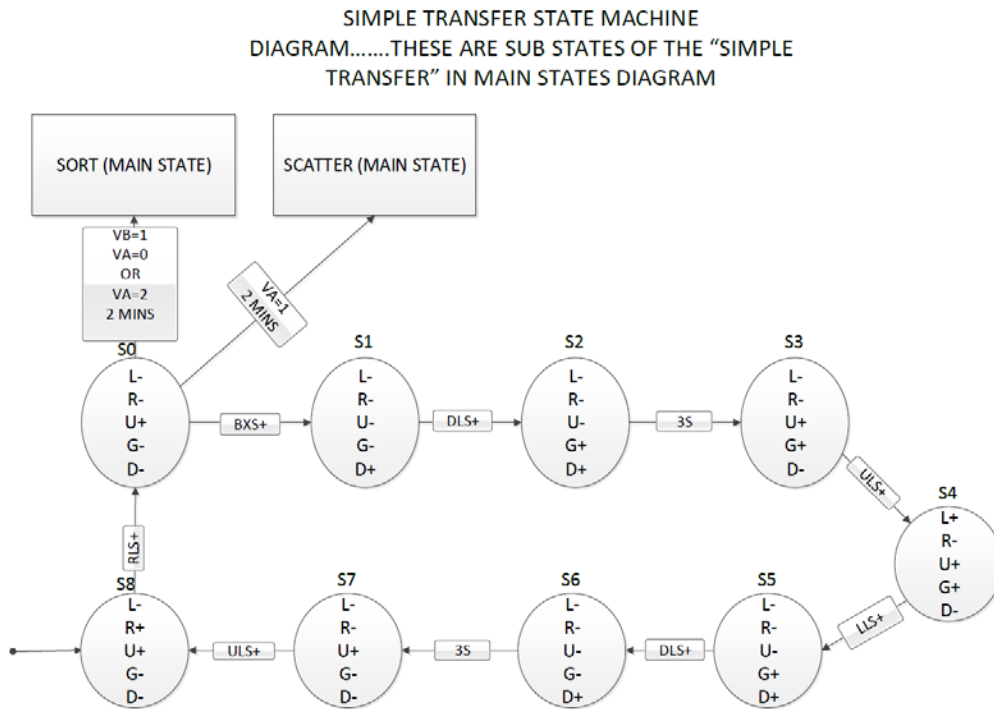 SIMPLE TRANSFER STATE MACHINE
DIAGRAM.......THESE ARE SUB STATES OF THE “SIMPLE
TRANSFER” IN MAIN STATES DIAGRAM
SORT (MAIN STATE)
SCATTER (MAIN STATE)
VB=1
VA=0
OR
VA=2
2 MINS
VA=1
2 MINS
S0
L-
R-
U+
G-
D-
BXS+
S1
L-
R-
U-
G-
D+
DLS+
S2
L-
R-
U-
G+
D+
3S
S3
L-
R-
U+
G+
D-
ULS+
S4
L+
R-
U+
G+
D-
LLS+
S5
L-
R-
U-
G+
D+
DLS+
S6
L-
R-
U-
G-
D+
3S
S7
L-
R-
U+
G-
D-
ULS+
S8
L-
R+
U+
G-
D-
RLS+